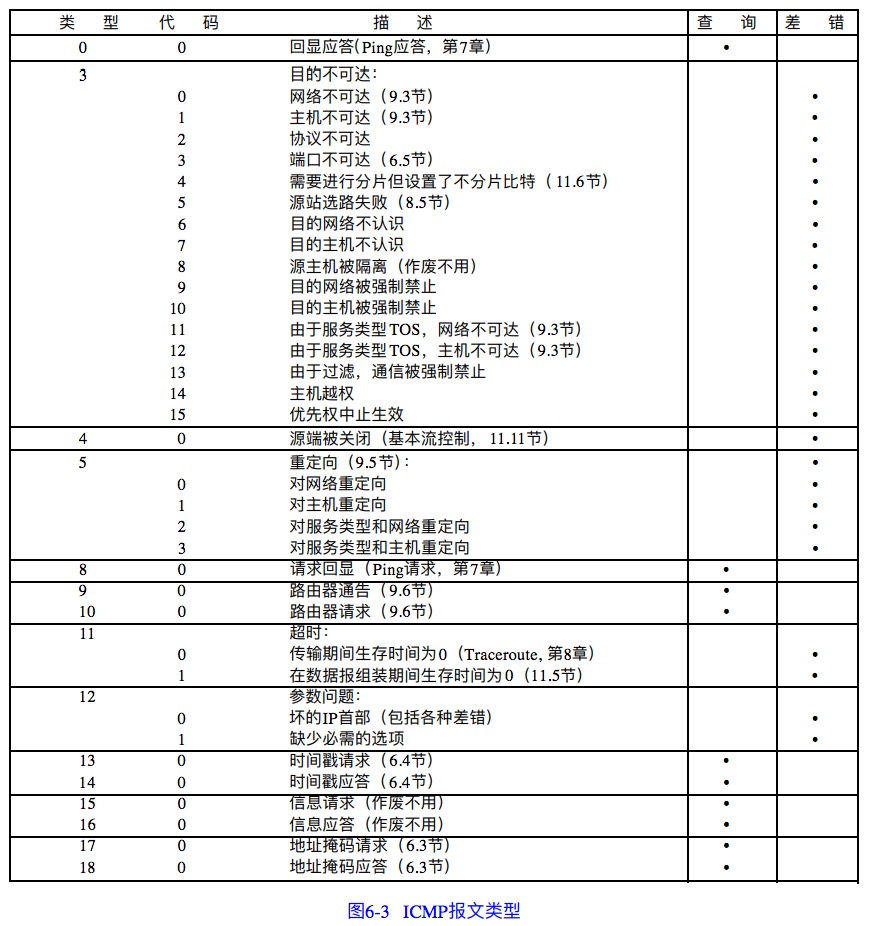 类 型 代 码 描 述 查 询 差 错
0 0 回显应答(Ping应答，第7章) •
3 目的不可达：
0 网络不可达（9.3节） •
1 主机不可达（9.3节） •
2 协议不可达 •
3 端口不可达（6.5节） •
4 需要进行分片但设置了不分片比特（11.6节） •
5 源站选路失败（8.5节） •
6 目的网络不认识 •
7 目的主机不认识 •
8 源主机被隔离（作废不用） •
9 目的网络被强制禁止 •
10 目的主机被强制禁止 •
11 由于服务类型TOS，网络不可达（9.3节） •
12 由于服务类型TOS，主机不可达（9.3节） •
13 由于过滤，通信被强制禁止 •
14 主机越权 •
15 优先权中止生效 •
4 0 源端被关闭（基本流控制，11.11节） •
5 重定向（9.5节）： •
0 对网络重定向 •
1 对主机重定向 •
2 对服务类型和网络重定向 •
3 对服务类型和主机重定向 •
8 0 请求回显（Ping请求，第7章） •
9 0 路由器通告（9.6节） •
10 0 路由器请求（9.6节） •
11 超时：
0 传输期间生存时间为0（Traceroute, 第8章） •
1 在数据报组装期间生存时间为0（11.5节） •
12 参数问题：
0 坏的IP首部（包括各种差错） •
1 缺少必需的选项 •
13 0 时间戳请求（6.4节） •
14 0 时间戳应答（6.4节） •
15 0 信息请求（作废不用） •
16 0 信息应答（作废不用） •
17 0 地址掩码请求（6.3节） •
18 0 地址掩码应答（6.3节） •
图6-3 ICMP报文类型